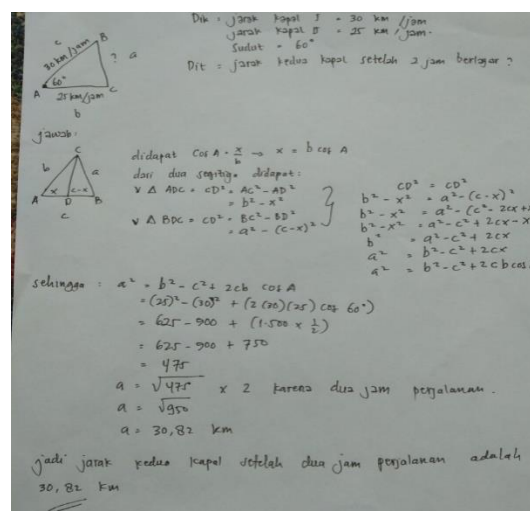 Dik : jarak kapal I = 30 km /jam
jarak kapal II = 25 km /jam.
Sudut = 60°
Dit = jarak kedua kapal setelah 2 jam berlayar ?
c
B
30 km/jam
? a
60°
A
25 km/jam
C
b
jawab :
C
b
a
x
c-x
A
D
B
c
didapat Cos A = x/b → x = b cos A
dari dua segitiga didapat :
v △ ADC = CD² = AC² - AD²
= b² - x²
v △ BDC = CD² = BC² - BD²
= a² - (c-x)²
CD² = CD²
b² - x² = a² - (c-x)²
b² - x² = a² - (c² - 2cx +
b² - x² = a² - c² + 2cx - x
b² = a² - c² + 2cx
a² = b² - c² + 2cx
a² = b² - c² + 2cb cos
sehingga : a² = b² - c² + 2cb cos A
= (25)² - (30)² + (2 (30) (25) cos 60°)
= 625 - 900 + (1.500 x ½)
= 625 - 900 + 750
= 475
a = √475 x 2 karena dua jam perjalanan .
a = √950
a = 30,82 km
jadi jarak kedua kapal setelah dua jam perjalanan adalah
30,82 km